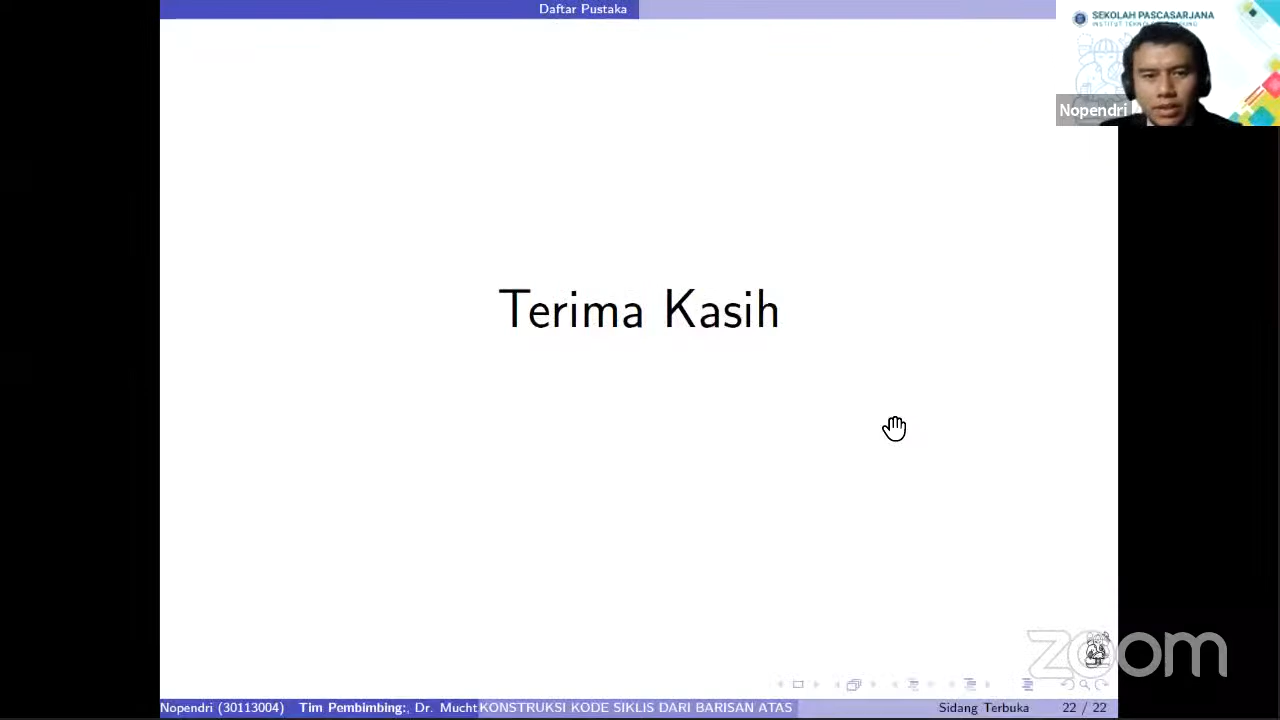 Daftar Pustaka
SEKOLAH PASCASARJANA
Nopendri
Terima Kasih
zoom
Nopendri (30113004) Tim Pembimbing:, Dr. Mucht KONSTRUKSI KODE SIKLIS DARI BARISAN ATAS Sidang Terbuka 22 / 22